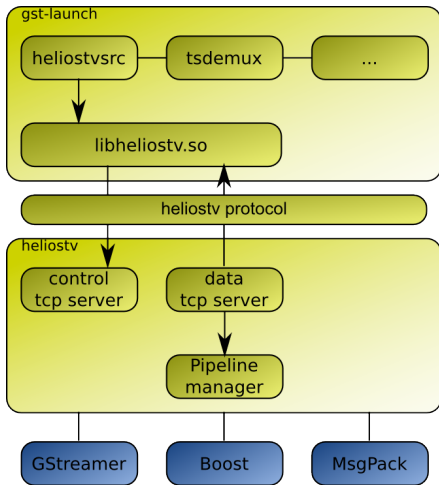 gst-launch
heliostvsrc
tsdemux
...
libheliostv.so
heliostv protocol
heliostv
control
tcp server
data
tcp server
Pipeline
manager
GStreamer
Boost
MsgPack